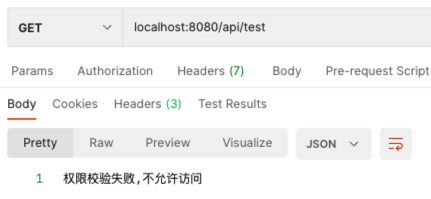 GET localhost:8080/api/test
Params Authorization Headers (7) Body Pre-request Script
Body Cookies Headers (3) Test Results
Pretty Raw Preview Visualize JSON
1 权限校验失败,不允许访问